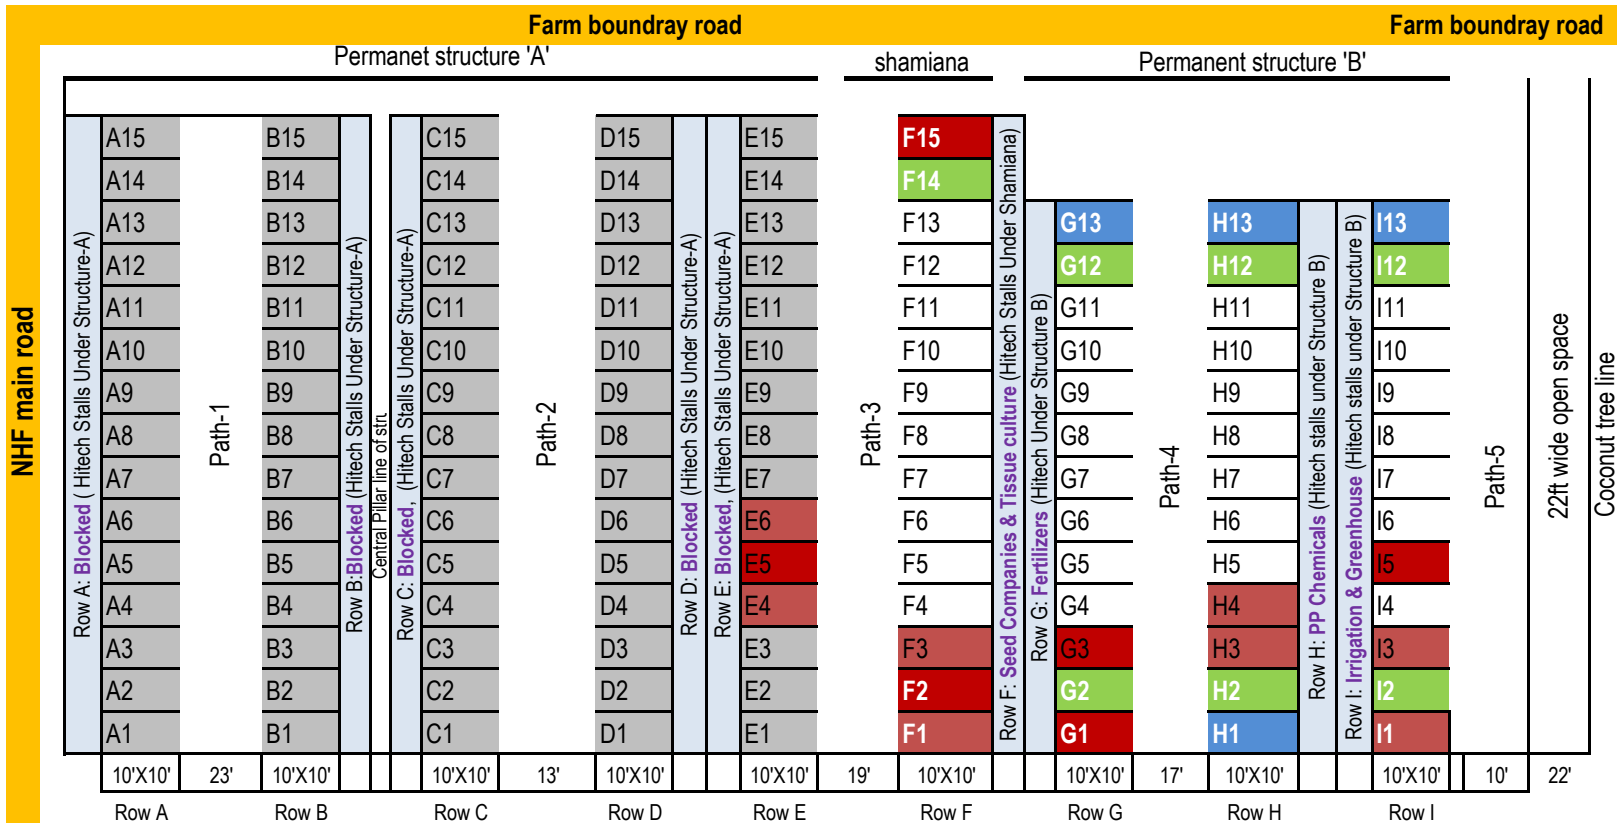 Farm boundray road
Farm boundray road
Permanet structure 'A'
shamiana
Permanent structure 'B'
NHF main road
Row A: Blocked ( Hitech Stalls Under Structure-A)
Path-1
Row B:Blocked (Hitech Stalls Under Structure-A)
Central Pillar line of stru
Row C: Blocked, (Hitech Stalls Under Structure-A)
Path-2
Row D: Blocked (Hitech Stalls Under Structure-A)
Row E: Blocked, (Hitech Stalls Under Structure-A)
Path-3
Row F: Seed Companies & Tissue culture (Hitech Stalls Under Shamiana)
Row G: Fertilizers (Hitech Under Structure B)
Path-4
Row H: PP Chemicals (Hitech stalls under Structure B)
Row I: Irrigation & Greenhouse (Hitech stalls under Structure B)
Path-5
22ft wide open space
Coconut tree line
A15 B15 C15 D15 E15 F15
A14 B14 C14 D14 E14 F14
A13 B13 C13 D13 E13 F13 G13 H13 I13
A12 B12 C12 D12 E12 F12 G12 H12 I12
A11 B11 C11 D11 E11 F11 G11 H11 I11
A10 B10 C10 D10 E10 F10 G10 H10 I10
A9 B9 C9 D9 E9 F9 G9 H9 I9
A8 B8 C8 D8 E8 F8 G8 H8 I8
A7 B7 C7 D7 E7 F7 G7 H7 I7
A6 B6 C6 D6 E6 F6 G6 H6 I6
A5 B5 C5 D5 E5 F5 G5 H5 I5
A4 B4 C4 D4 E4 F4 G4 H4 I4
A3 B3 C3 D3 E3 F3 G3 H3 I3
A2 B2 C2 D2 E2 F2 G2 H2 I2
A1 B1 C1 D1 E1 F1 G1 H1 I1
10'X10' 23' 10'X10' 10'X10' 13' 10'X10' 10'X10' 19' 10'X10' 10'X10' 17' 10'X10' 10'X10' 10' 22'
Row A Row B Row C Row D Row E Row F Row G Row H Row I